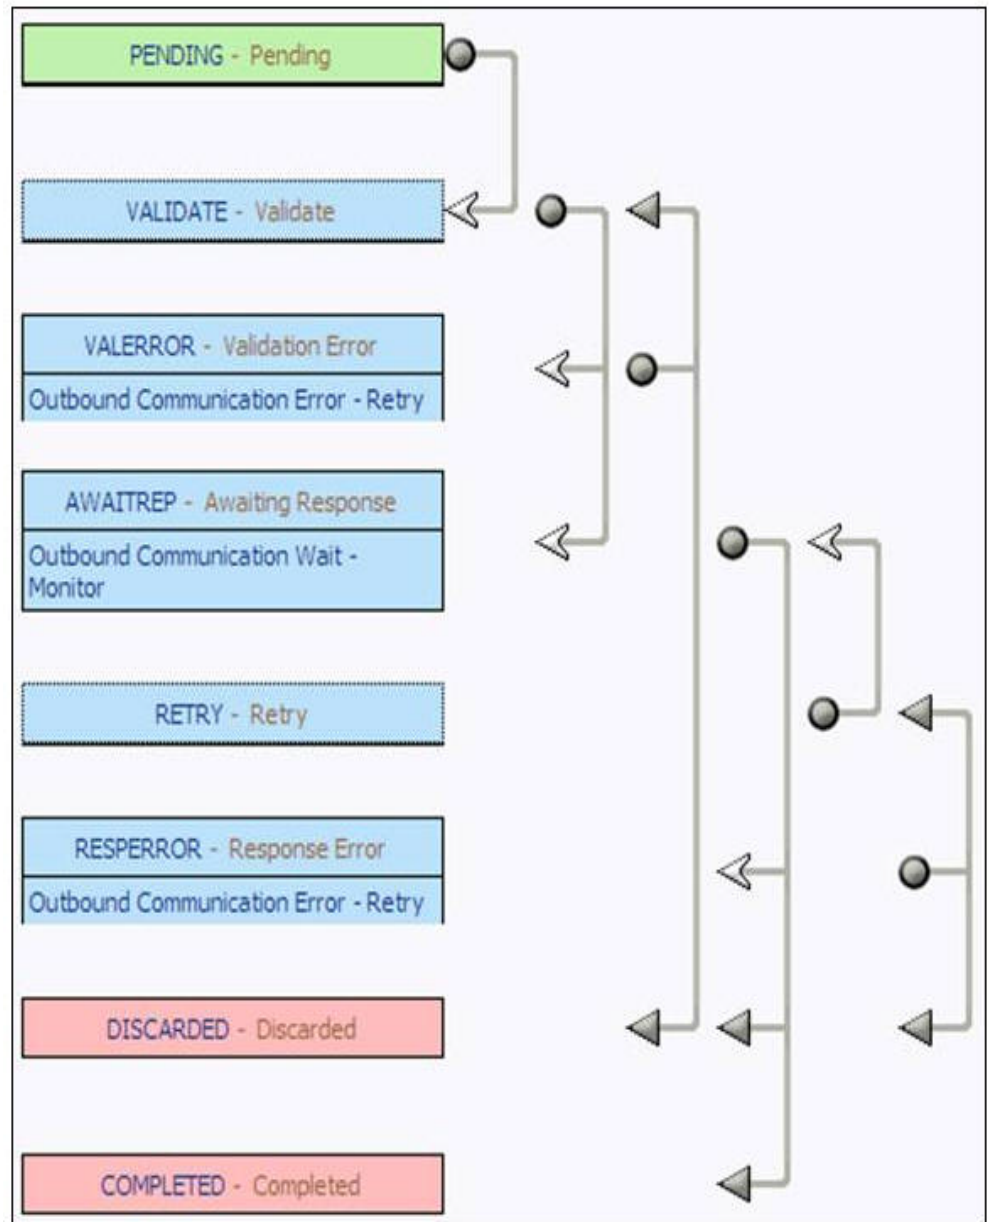 PENDING - Pending
VALIDATE - Validate
VALERROR - Validation Error
Outbound Communication Error - Retry
AWAITREP - Awaiting Response
Outbound Communication Wait -
Monitor
RETRY - Retry
RESPERROR - Response Error
Outbound Communication Error - Retry
DISCARDED - Discarded
COMPLETED - Completed